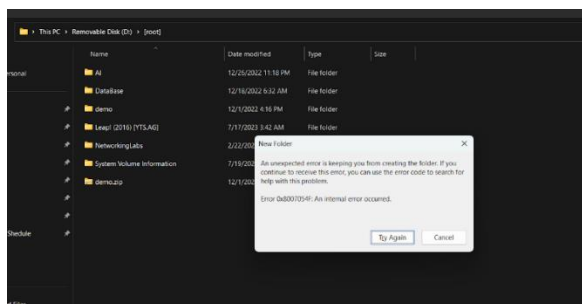 This PC > Removable Disk (D:) > [root]
Name Date modified Type Size
AI 12/26/2022 11:18 PM File folder
DataBase 12/18/2022 6:32 AM File folder
demo 12/1/2022 4:16 PM File folder
Leap! (2016) [YTS.AG] 7/17/2023 3:42 AM File folder
NetworkingLabs 2/22/202
System Volume Information 7/19/202
demo.zip 12/1/202
ersonal
Shedule
New Folder
An unexpected error is keeping you from creating the folder. If you
continue to receive this error, you can use the error code to search for
help with this problem.
Error 0x8007054F: An internal error occurred.
Try Again Cancel